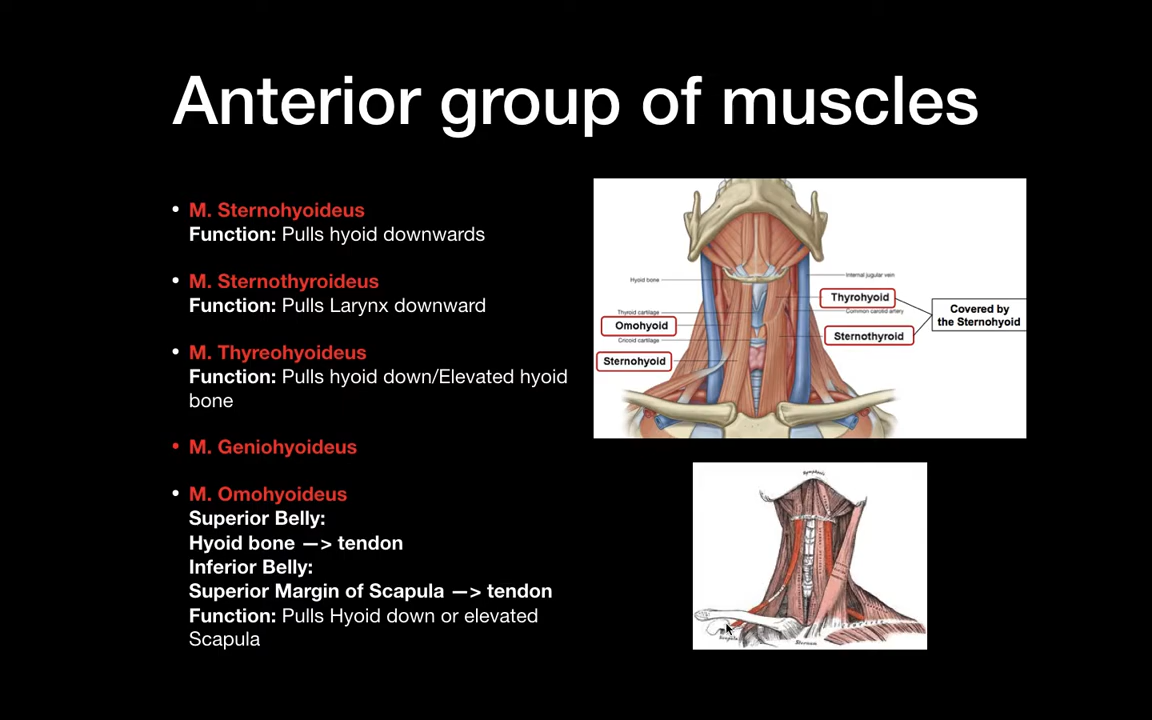 Anterior group of muscles
• M. Sternohyoideus
Function: Pulls hyoid downwards
• M. Sternothyroideus
Function: Pulls Larynx downward
• M. Thyreohyoideus
Function: Pulls hyoid down/Elevated hyoid
bone
• M. Geniohyoideus
• M. Omohyoideus
Superior Belly:
Hyoid bone —> tendon
Inferior Belly:
Superior Margin of Scapula —> tendon
Function: Pulls Hyoid down or elevated
Scapula
Hyoid bone
Thyroid cartilage
Omohyoid
Cricoid cartilage
Sternohyoid
Internal jugular vein
Thyrohyoid
Common carotid artery
Sternothyroid
Covered by
the Sternohyoid
Symphysis
Sternum